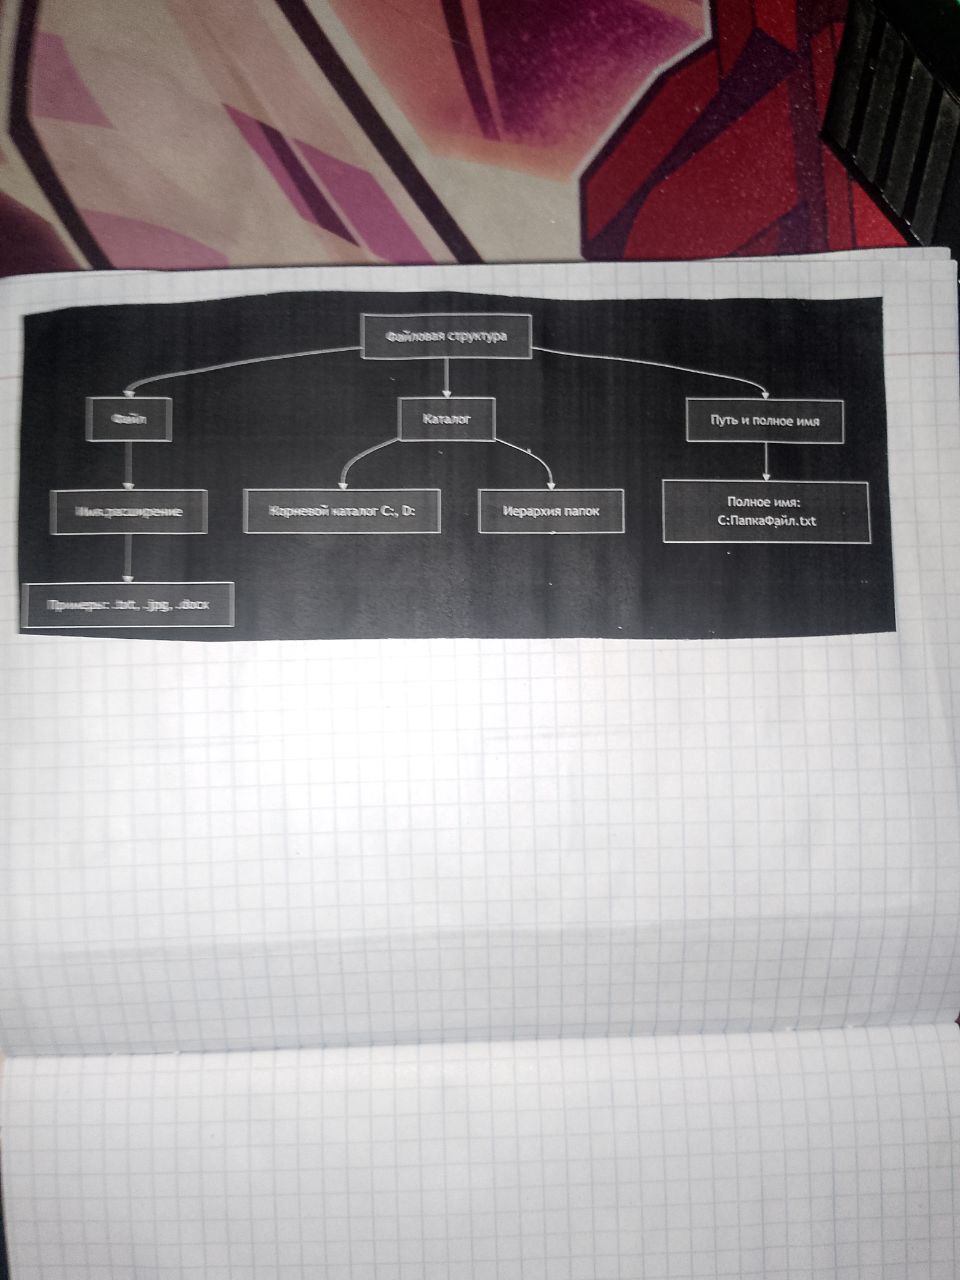 Файловая структура
Файл
Каталог
Путь и полное имя
Имя.расширение
Корневой каталог C:, D:
Иерархия папок
Полное имя:
C:ПапкаФайл.txt
Примеры: .txt, .jpg, .docx